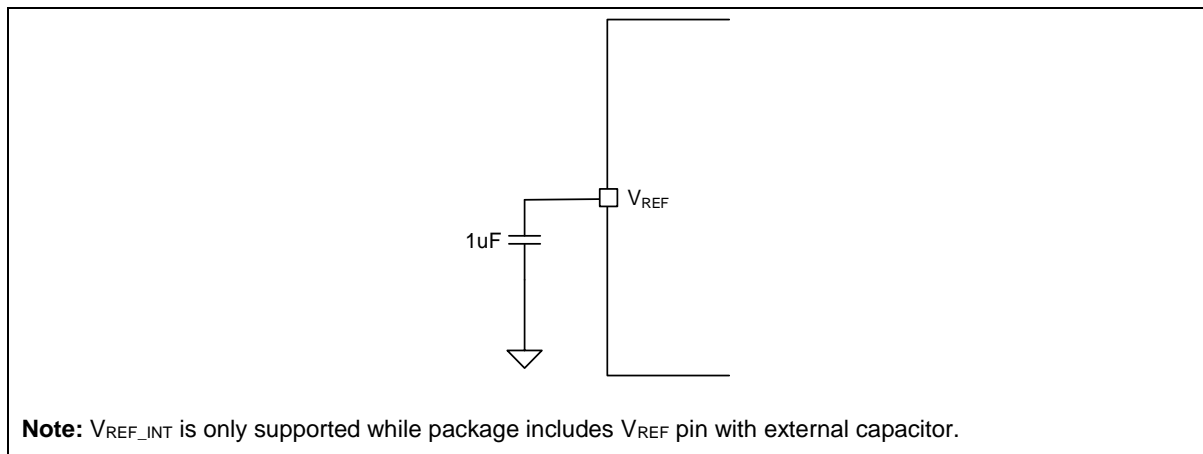 VREF
1uF
Note: VREF_INT is only supported while package includes VREF pin with external capacitor.